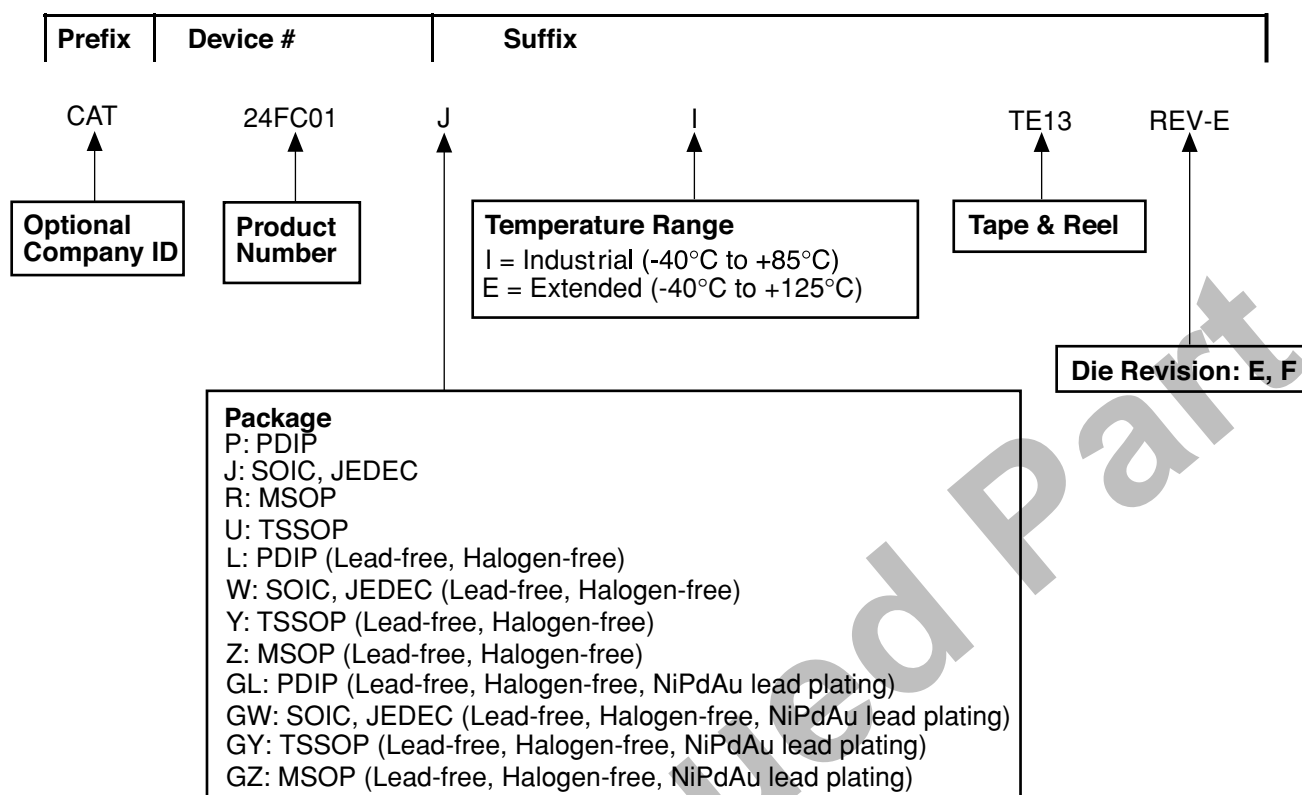 Prefix Device # Suffix
CAT 24FC01 J I TE13 REV-E
Optional
Company ID
Product
Number
Temperature Range
I = Industrial (-40°C to +85°C)
E = Extended (-40°C to +125°C)
Tape & Reel
Die Revision: E, F
Package
P: PDIP
J: SOIC, JEDEC
R: MSOP
U: TSSOP
L: PDIP (Lead-free, Halogen-free)
W: SOIC, JEDEC (Lead-free, Halogen-free)
Y: TSSOP (Lead-free, Halogen-free)
Z: MSOP (Lead-free, Halogen-free)
GL: PDIP (Lead-free, Halogen-free, NiPdAu lead plating)
GW: SOIC, JEDEC (Lead-free, Halogen-free, NiPdAu lead plating)
GY: TSSOP (Lead-free, Halogen-free, NiPdAu lead plating)
GZ: MSOP (Lead-free, Halogen-free, NiPdAu lead plating)
ued Part